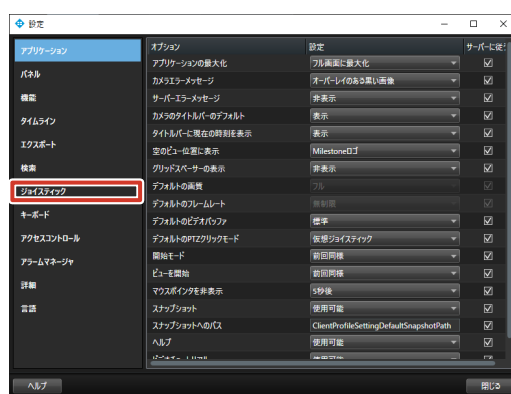 設定
アプリケーション
パネル
機能
タイムライン
エクスポート
検索
ジョイスティック
キーボード
アクセスコントロール
アラームマネージャ
詳細
言語
オプション 設定 サーバーに従う
アプリケーションの最大化 フル画面に最大化
カメラエラーメッセージ オーバーレイのある黒い画像
サーバーエラーメッセージ 非表示
カメラのタイトルバーのデフォルト 表示
タイトルバーに現在の時刻を表示 表示
空のビュー位置に表示 Milestoneロゴ
グリッドスペーサーの表示 非表示
デフォルトの画質 フル
デフォルトのフレームレート 無制限
デフォルトのビデオバッファ 標準
デフォルトのPTZクリックモード 仮想ジョイスティック
開始モード 前回同様
ビューを開始 前回同様
マウスポインタを非表示 5秒後
スナップショット 使用可能
スナップショットへのパス ClientProfileSettingDefaultSnapshotPath
ヘルプ 使用可能
ヘルプ 閉じる